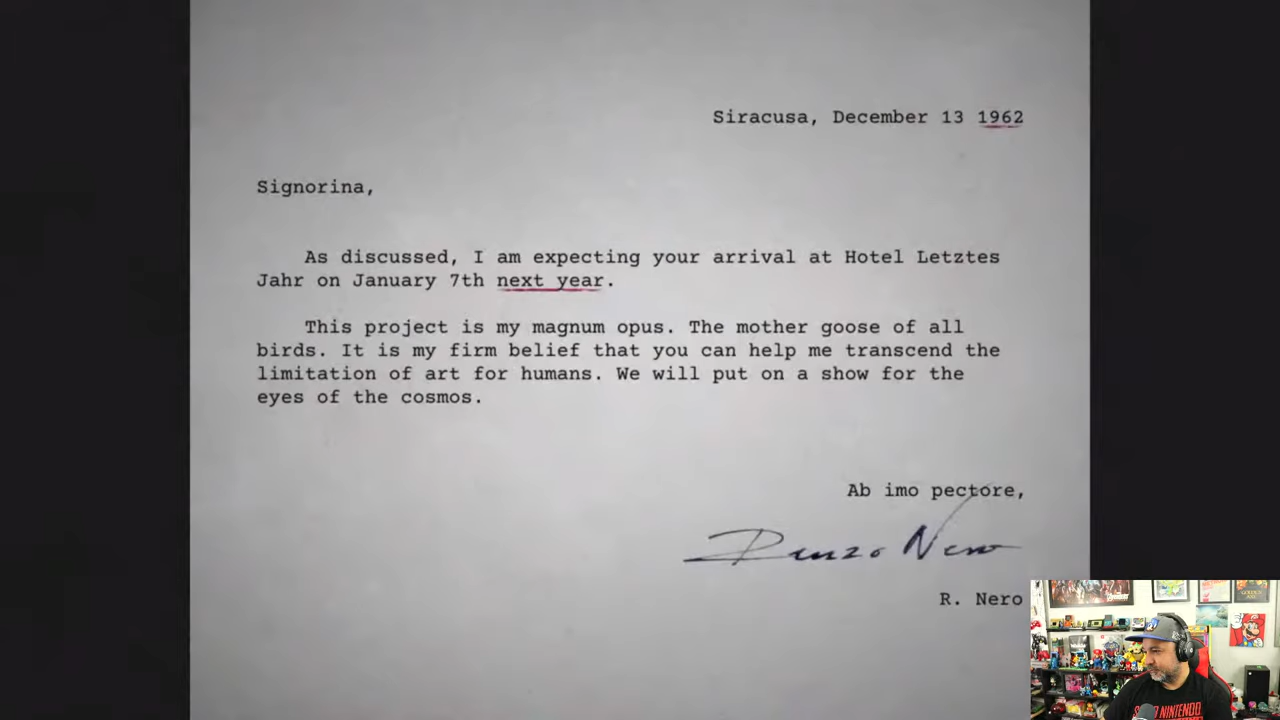 Siracusa, December 13 1962
Signorina,
As discussed, I am expecting your arrival at Hotel Letztes
Jahr on January 7th next year.
This project is my magnum opus. The mother goose of all
birds. It is my firm belief that you can help me transcend the
limitation of art for humans. We will put on a show for the
eyes of the cosmos.
Ab imo pectore,
Renzo Nero
R. Nero
NINTENDO